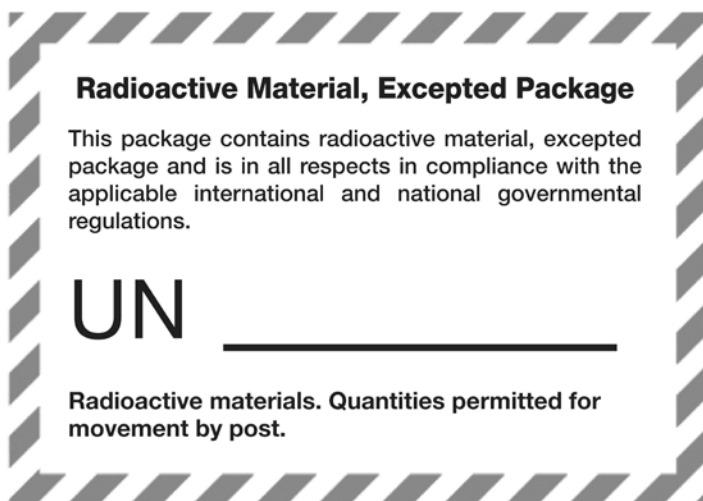 Radioactive Material, Excepted Package
This package contains radioactive material, excepted
package and is in all respects in compliance with the
applicable international and national governmental
regulations.
UN
Radioactive materials. Quantities permitted for
movement by post.